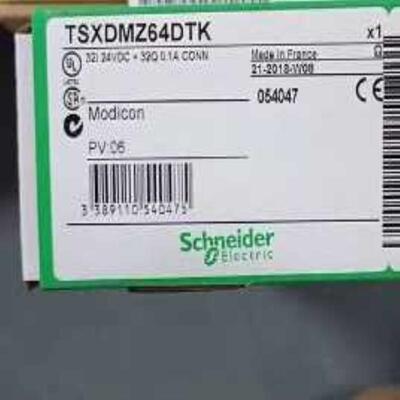 TSXDMZ64DTK x1
32I 24VDC + 32Q 0.1A CONN Made in France
21-2018-W08
054047
Modicon
PV:06
3 389110 540475
Schneider
Electric